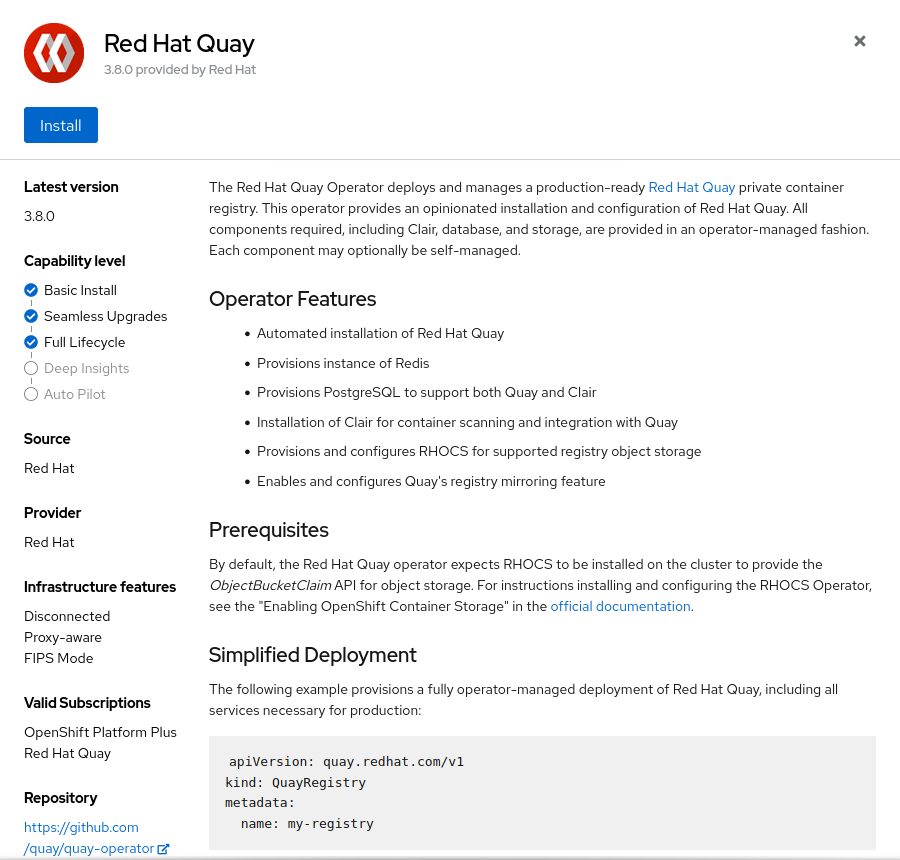 Red Hat Quay
3.8.0 provided by Red Hat
Install
Latest version
3.8.0
Capability level
Basic Install
Seamless Upgrades
Full Lifecycle
Deep Insights
Auto Pilot
Source
Red Hat
Provider
Red Hat
Infrastructure features
Disconnected
Proxy-aware
FIPS Mode
Valid Subscriptions
OpenShift Platform Plus
Red Hat Quay
Repository
https://github.com
/quay/quay-operator
The Red Hat Quay Operator deploys and manages a production-ready Red Hat Quay private container
registry. This operator provides an opinionated installation and configuration of Red Hat Quay. All
components required, including Clair, database, and storage, are provided in an operator-managed fashion.
Each component may optionally be self-managed.
Operator Features
• Automated installation of Red Hat Quay
• Provisions instance of Redis
• Provisions PostgreSQL to support both Quay and Clair
• Installation of Clair for container scanning and integration with Quay
• Provisions and configures RHOCS for supported registry object storage
• Enables and configures Quay's registry mirroring feature
Prerequisites
By default, the Red Hat Quay operator expects RHOCS to be installed on the cluster to provide the
ObjectBucketClaim API for object storage. For instructions installing and configuring the RHOCS Operator,
see the "Enabling OpenShift Container Storage" in the official documentation.
Simplified Deployment
The following example provisions a fully operator-managed deployment of Red Hat Quay, including all
services necessary for production:
apiVersion: quay.redhat.com/v1
kind: QuayRegistry
metadata:
  name: my-registry